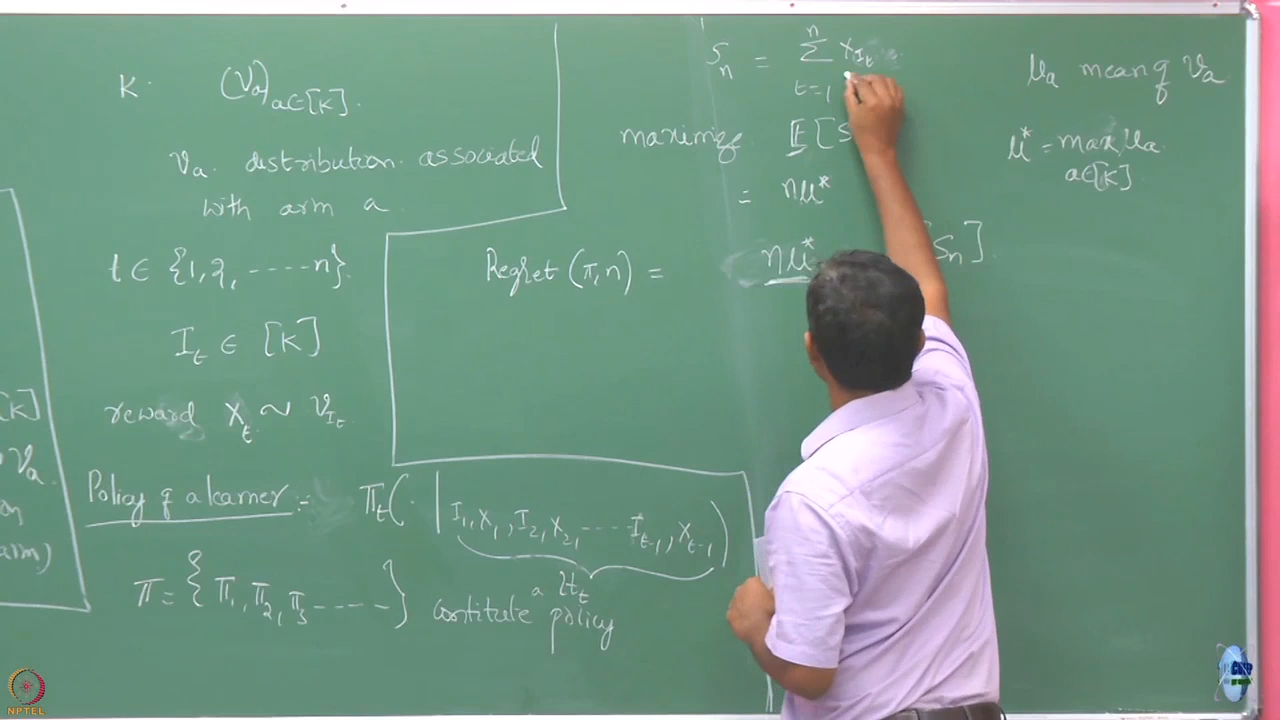 K. (ν_a)_{a∈[K]}.
ν_a. distribution associated
with arm a.
t ∈ {1, 2, ----- n}.
I_t ∈ [K]
reward X_t ~ ν_{I_t}.
Policy of a learner :- π_t( · | I_1, X_1, I_2, X_2, ---- I_{t-1}, X_{t-1})
H_t
π = { π_1, π_2, π_3 ----- } constitute a policy
S_n = Σ_{t=1}^{n} X_{I_t}
maximize E[S
= nμ*
Regret (π, n) = nμ* [S_n].
μ_a mean of ν_a
μ* = max μ_a.
a∈[K]
[K]
ν_a.
arm)
NPTEL